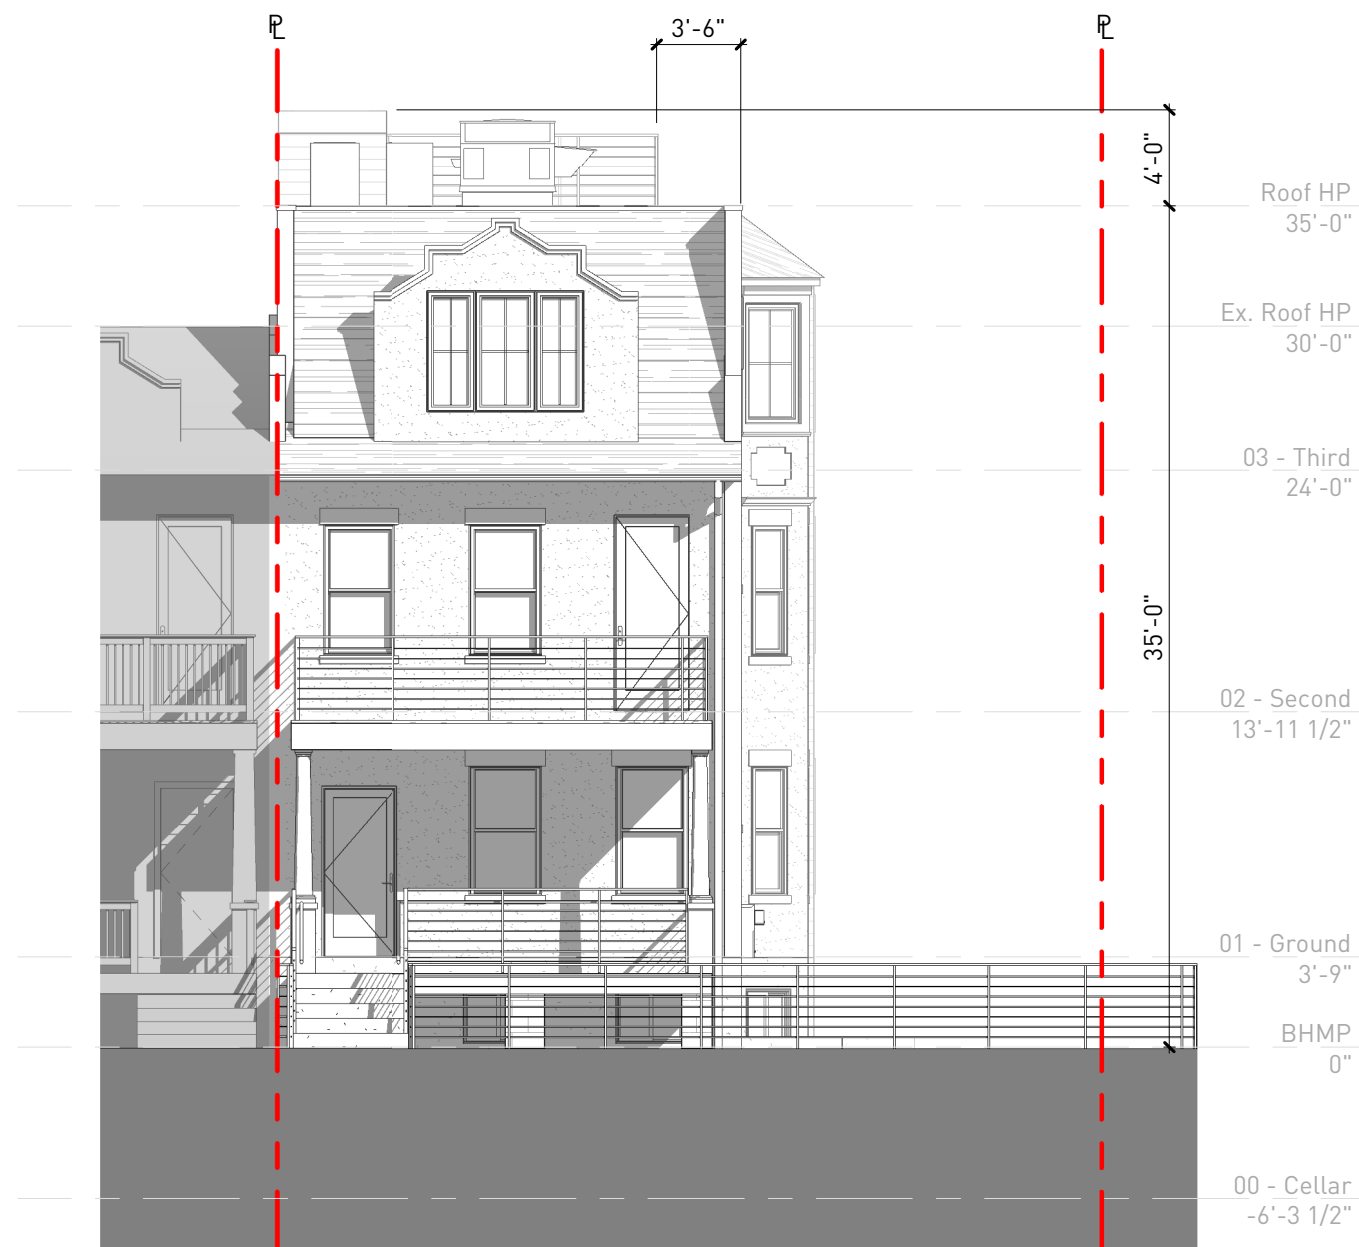 PL
PL
3'-6"
4'-0"
Roof HP
35'-0"
Ex. Roof HP
30'-0"
03 - Third
24'-0"
35'-0"
02 - Second
13'-11 1/2"
01 - Ground
3'-9"
BHMP
0"
00 - Cellar
-6'-3 1/2"